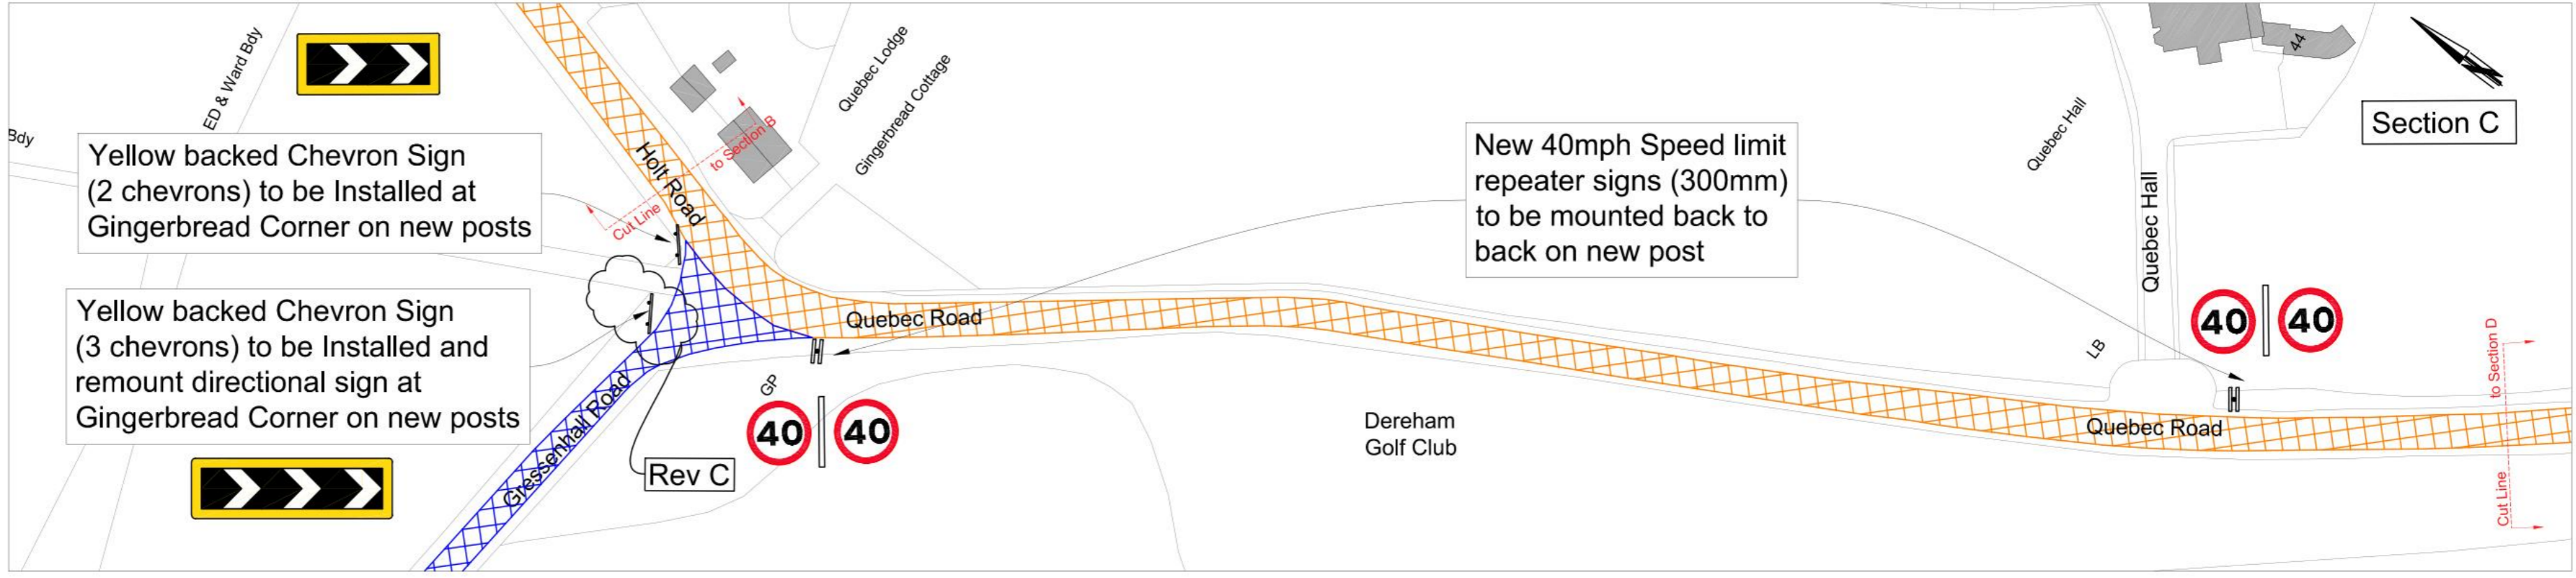 Bdy
ED & Ward Bdy
Yellow backed Chevron Sign
(2 chevrons) to be Installed at
Gingerbread Corner on new posts
Yellow backed Chevron Sign
(3 chevrons) to be Installed and
remount directional sign at
Gingerbread Corner on new posts
Holt Road
Cut Line
to Section B
Quebec Lodge
Gingerbread Cottage
Gressenhall Road
Rev C
GP
40
40
Quebec Road
Dereham
Golf Club
New 40mph Speed limit
repeater signs (300mm)
to be mounted back to
back on new post
Quebec Hall
Quebec Hall
44
Section C
LB
40
40
Quebec Road
to Section D
Cut Line